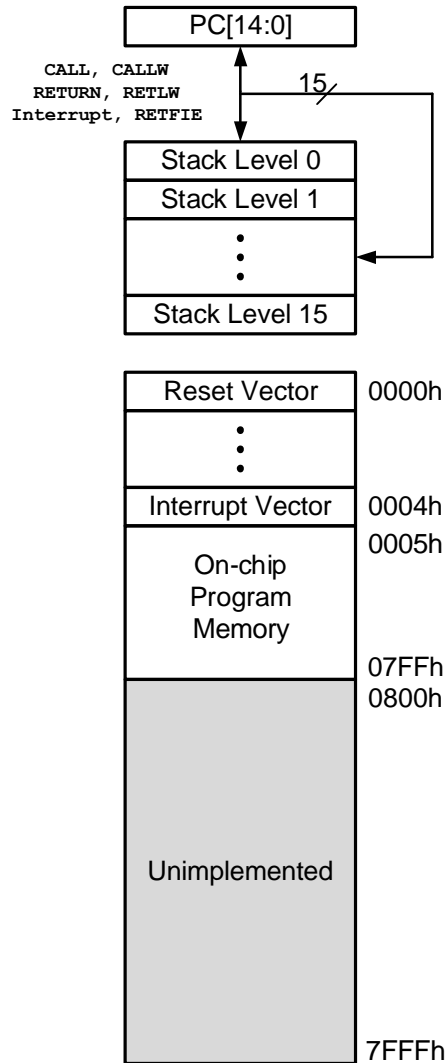 PC[14:0]
CALL, CALLW
RETURN, RETLW
Interrupt, RETFIE
15
Stack Level 0
Stack Level 1
Stack Level 15
Reset Vector
0000h
Interrupt Vector
0004h
0005h
On-chip
Program
Memory
07FFh
0800h
Unimplemented
7FFFh